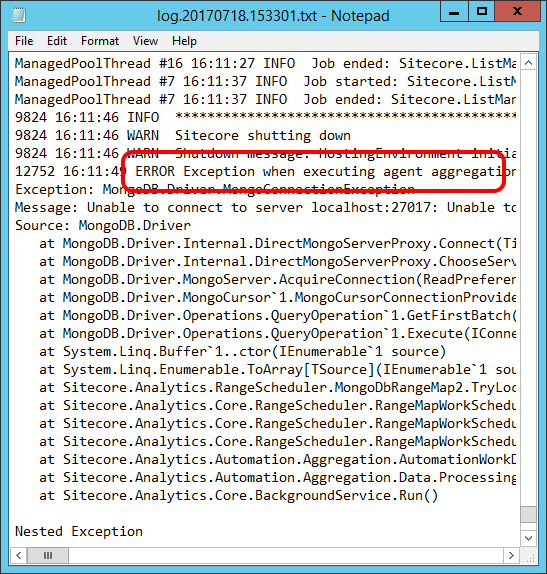 log.20170718.153301.txt - Notepad
File Edit Format View Help
ManagedPoolThread #16 16:11:27 INFO  Job ended: Sitecore.ListMa
ManagedPoolThread #7 16:11:37 INFO  Job started: Sitecore.ListM
ManagedPoolThread #7 16:11:37 INFO  Job ended: Sitecore.ListMan
9824 16:11:46 INFO  *******************************************
9824 16:11:46 WARN  Sitecore shutting down
9824 16:11:46 WARN  Shutdown message: HostingEnvironment initia
12752 16:11:49 ERROR Exception when executing agent aggregation
Exception: MongoDB.Driver.MongoConnectionException
Message: Unable to connect to server localhost:27017: Unable to
Source: MongoDB.Driver
   at MongoDB.Driver.Internal.DirectMongoServerProxy.Connect(Ti
   at MongoDB.Driver.Internal.DirectMongoServerProxy.ChooseServ
   at MongoDB.Driver.MongoServer.AcquireConnection(ReadPreferen
   at MongoDB.Driver.MongoCursor`1.MongoCursorConnectionProvide
   at MongoDB.Driver.Operations.QueryOperation`1.GetFirstBatch(
   at MongoDB.Driver.Operations.QueryOperation`1.Execute(IConne
   at System.Linq.Buffer`1..ctor(IEnumerable`1 source)
   at System.Linq.Enumerable.ToArray[TSource](IEnumerable`1 sou
   at Sitecore.Analytics.RangeScheduler.MongoDbRangeMap2.TryLoc
   at Sitecore.Analytics.Core.RangeScheduler.RangeMapWorkSchedu
   at Sitecore.Analytics.Core.RangeScheduler.RangeMapWorkSchedu
   at Sitecore.Analytics.Core.RangeScheduler.RangeMapWorkSchedu
   at Sitecore.Analytics.Automation.Aggregation.AutomationWorkD
   at Sitecore.Analytics.Automation.Aggregation.Data.Processing
   at Sitecore.Analytics.Core.BackgroundService.Run()
Nested Exception